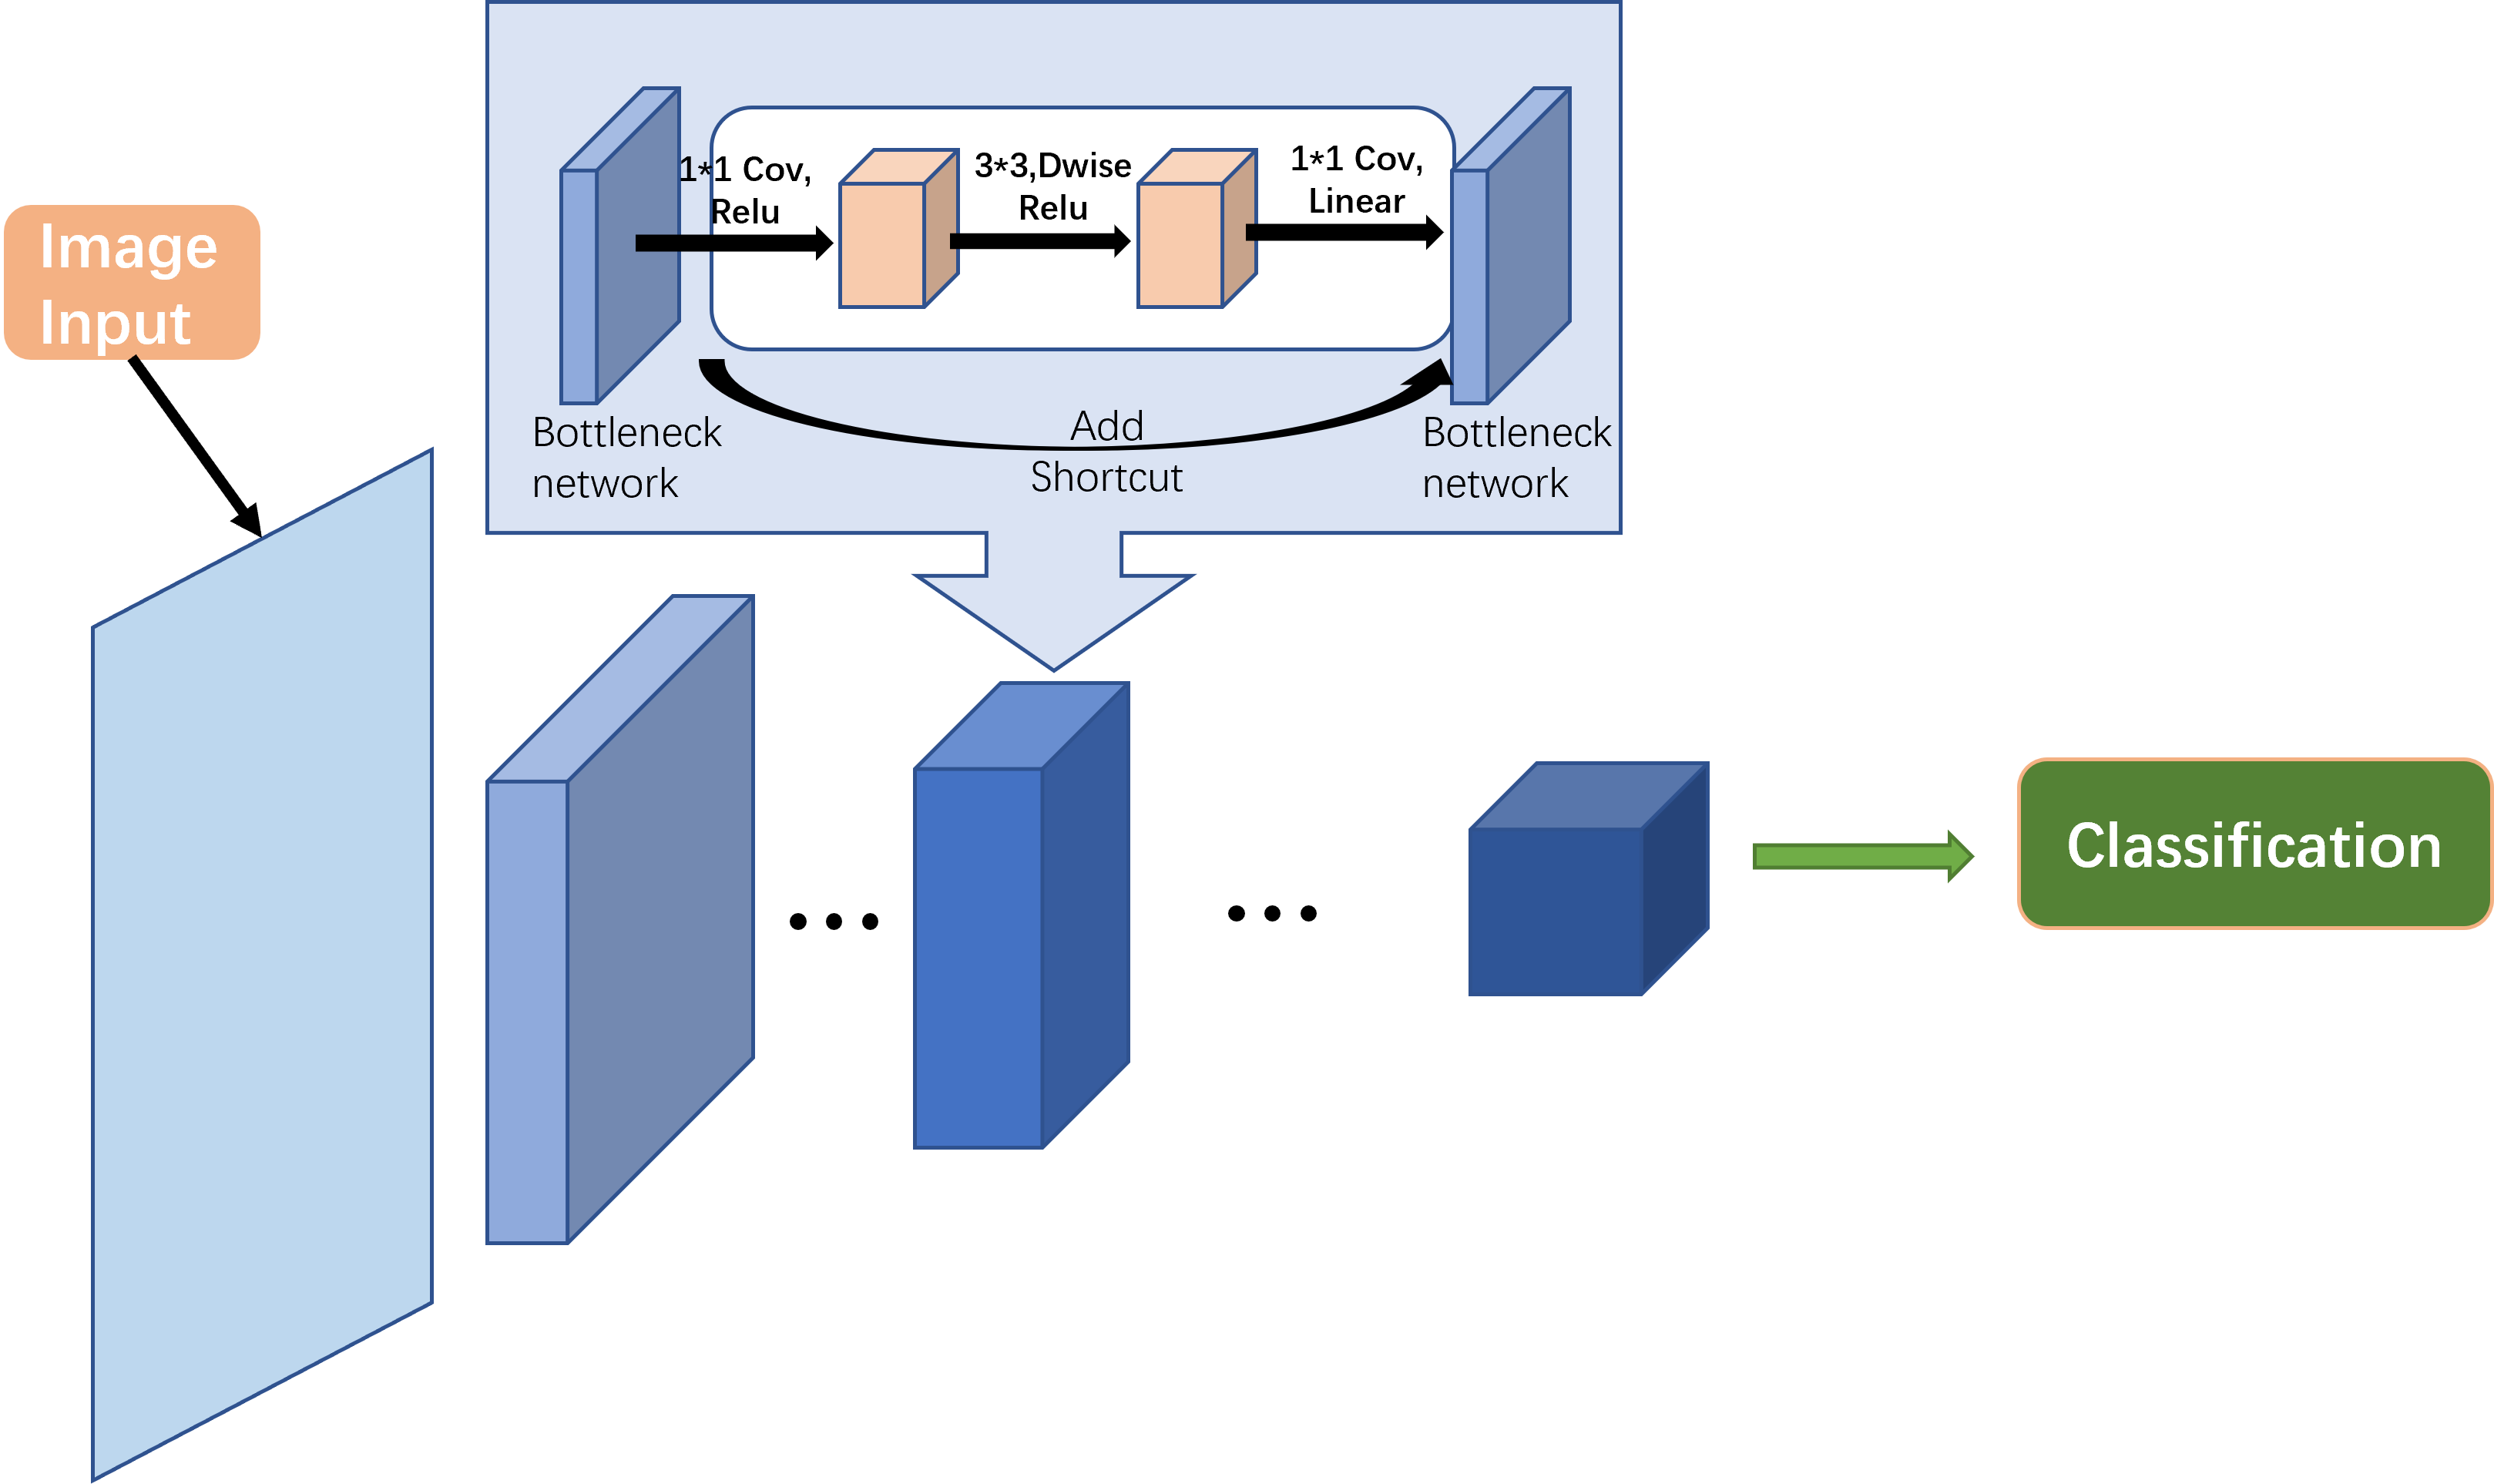 Image
Input
1*1 Cov,
Relu
3*3,Dwise
Relu
1*1 Cov,
Linear
Bottleneck
network
Add
Shortcut
Bottleneck
network
Classification